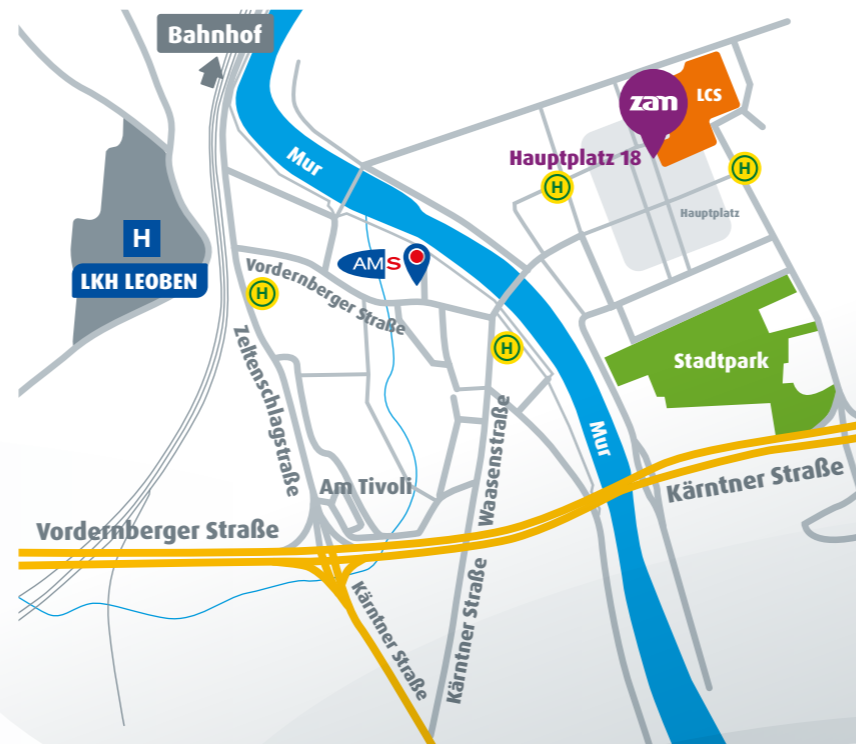 Bahnhof
zam
LCS
Mur
Hauptplatz 18
H
H
Hauptplatz
H
LKH LEOBEN
AMS
Vordernberger Straße
H
H
Zeltenschlagstraße
Stadtpark
Waasenstraße
Mur
Am Tivoli
Kärntner Straße
Vordernberger Straße
Kärntner Straße
Kärntner Straße